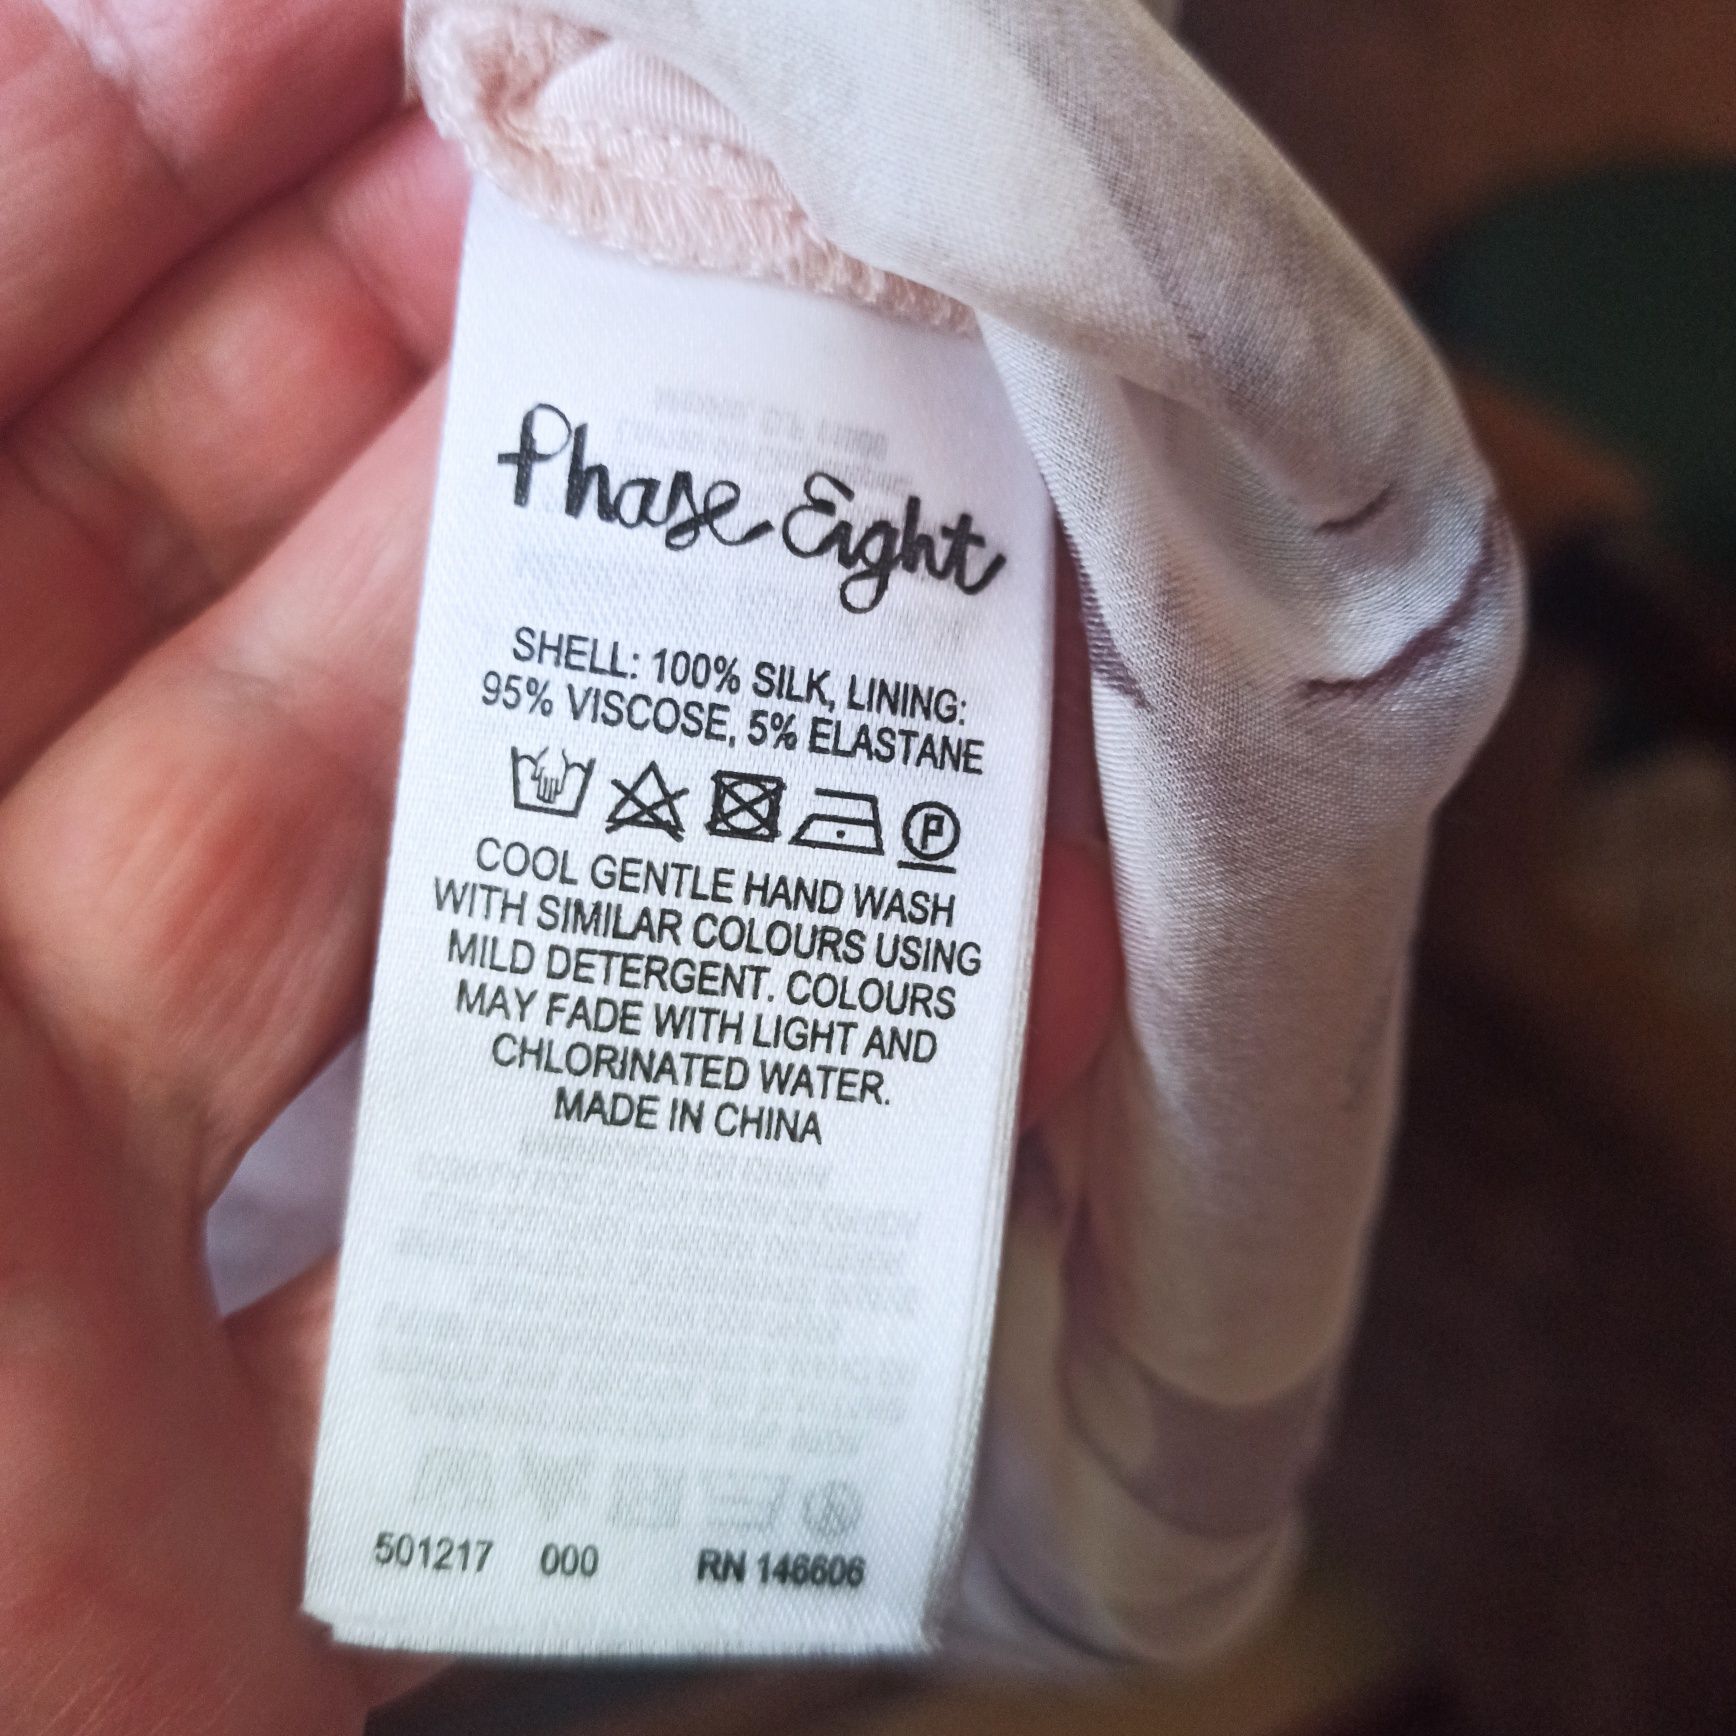 Phase Eight
SHELL: 100% SILK, LINING:
95% VISCOSE, 5% ELASTANE
P
COOL GENTLE HAND WASH
WITH SIMILAR COLOURS USING
MILD DETERGENT. COLOURS
MAY FADE WITH LIGHT AND
CHLORINATED WATER.
MADE IN CHINA
501217 000 RN 146606